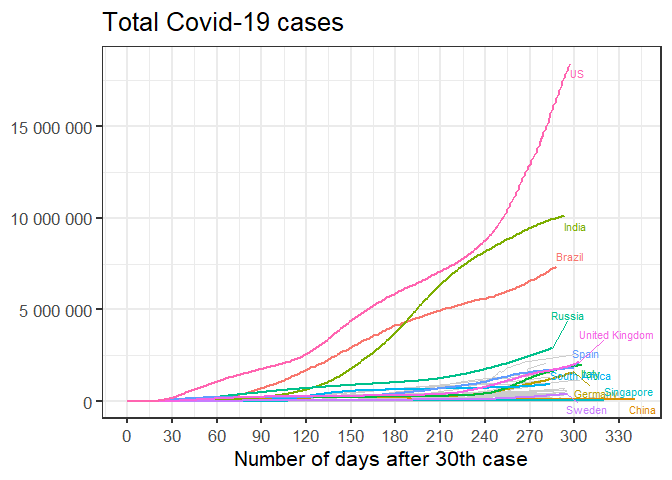 Total Covid-19 cases
US
15 000 000
10 000 000
India
Brazil
5 000 000
Russia
United Kingdom
Spain
South Africa
Italy
Germany
Singapore
0
Sweden
China
0 30 60 90 120 150 180 210 240 270 300 330
Number of days after 30th case